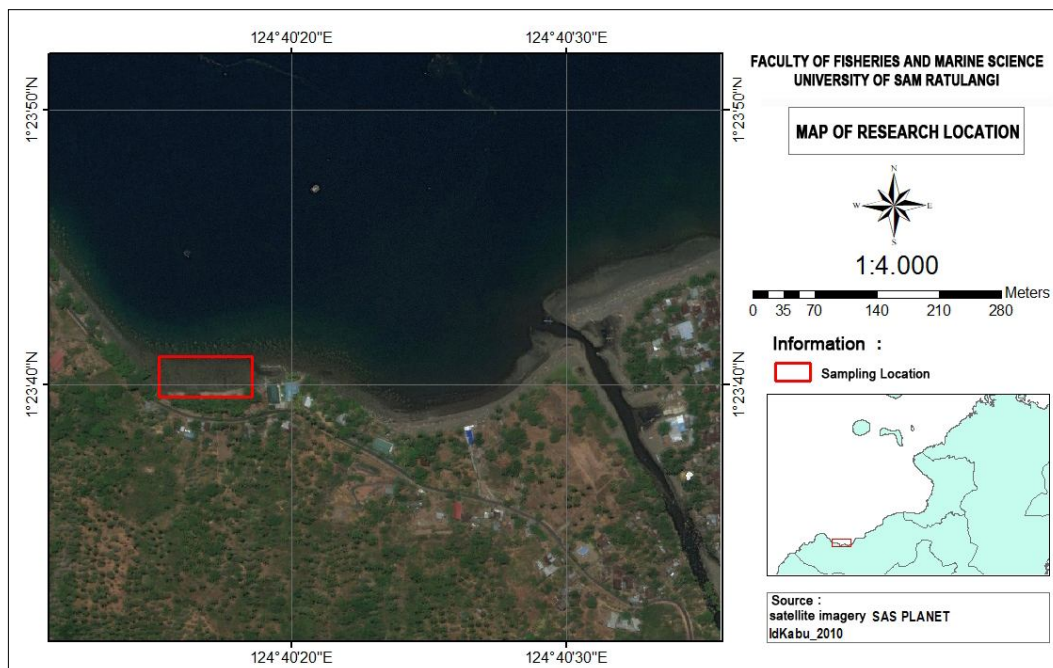 124°40'20"E 124°40'30"E
1°23'50"N 1°23'50"N
1°23'40"N 1°23'40"N
124°40'20"E 124°40'30"E
FACULTY OF FISHERIES AND MARINE SCIENCE
UNIVERSITY OF SAM RATULANGI
MAP OF RESEARCH LOCATION
N
W E
S
1:4.000
Meters
0 35 70 140 210 280
Information :
Sampling Location
Source :
satellite imagery SAS PLANET
IdKabu_2010